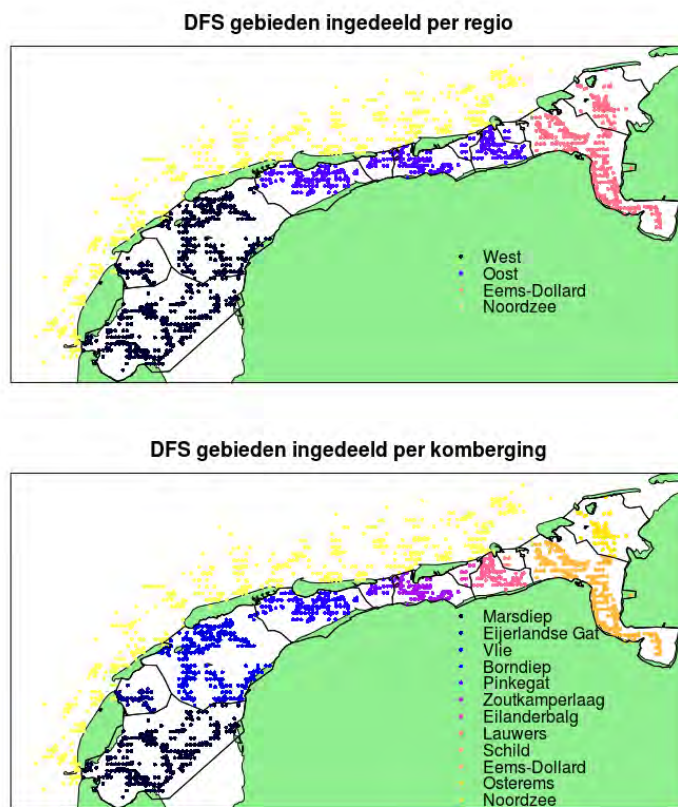 DFS gebieden ingedeeld per regio
West
Oost
Eems-Dollard
Noordzee
DFS gebieden ingedeeld per komberging
Marsdiep
Eijerlandse Gat
Vlie
Borndiep
Pinkegat
Zoutkamperlaag
Eilanderbalg
Lauwers
Schild
Eems-Dollard
Osterems
Noordzee